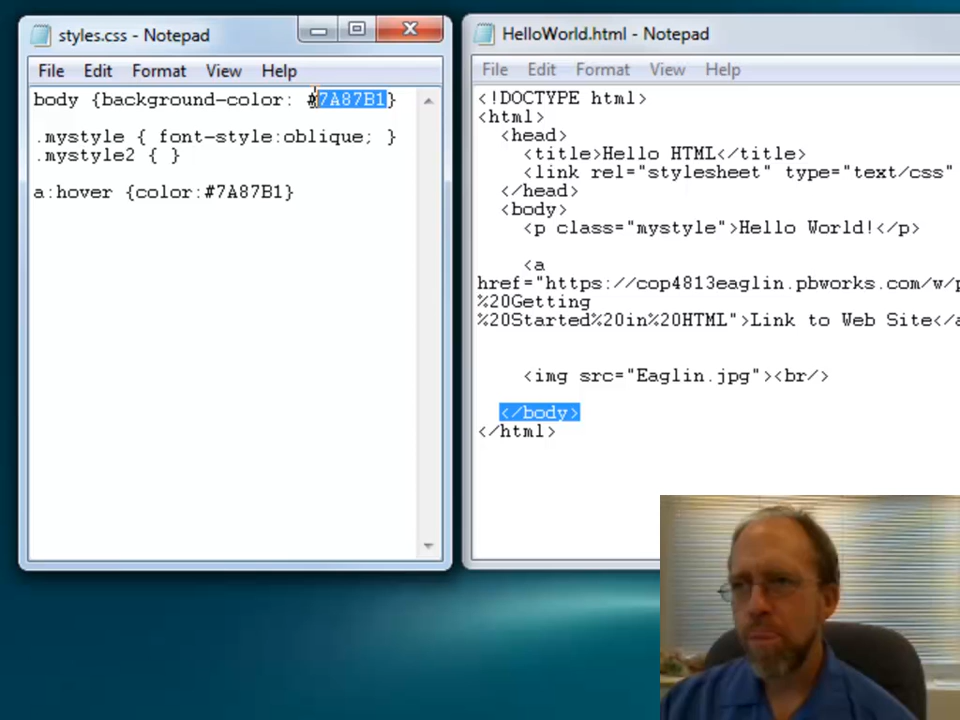 styles.css - Notepad
File Edit Format View Help
body {background-color: #7A87B1}
.mystyle { font-style:oblique; }
.mystyle2 { }
a:hover {color:#7A87B1}
HelloWorld.html - Notepad
File Edit Format View Help
<!DOCTYPE html>
<html>
<head>
<title>Hello HTML</title>
<link rel="stylesheet" type="text/css"
</head>
<body>
<p class="mystyle">Hello World!</p>
<a
href="https://cop4813eaglin.pbworks.com/w/p
%20Getting
%20Started%20in%20HTML">Link to Web Site</a
<img src="Eaglin.jpg"><br/>
</body>
</html>